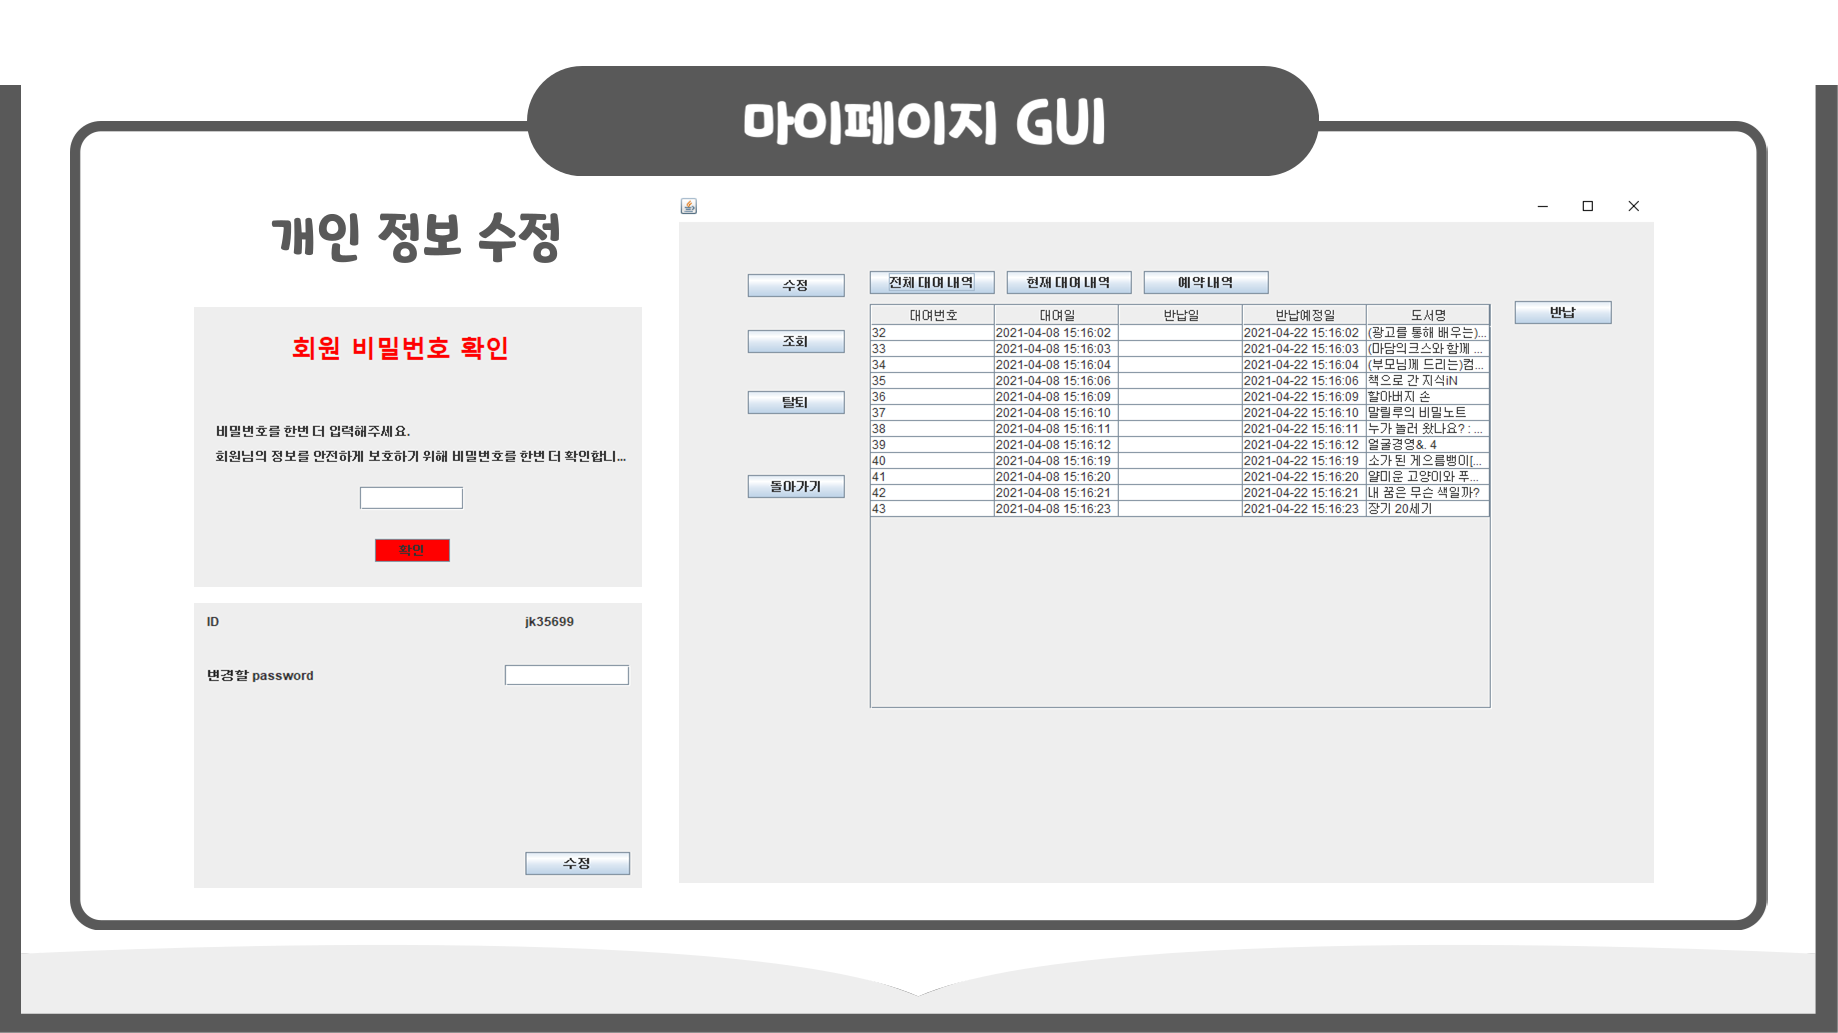 마이페이지 GUI
개인 정보 수정
회원 비밀번호 확인
비밀번호를 한번 더 입력해주세요.
회원님의 정보를 안전하게 보호하기 위해 비밀번호를 한번 더 확인합니...
확인
ID jk35699
변경할 password
수정
수정
조회
탈퇴
돌아가기
전체 대여 내역 현재 대여 내역 예약 내역
반납
대여번호 대여일 반납일 반납예정일 도서명
32 2021-04-08 15:16:02 2021-04-22 15:16:02 (광고를 통해 배우는)...
33 2021-04-08 15:16:03 2021-04-22 15:16:03 (마담의크스와 함께 ...
34 2021-04-08 15:16:04 2021-04-22 15:16:04 (부모님께 드리는)컴...
35 2021-04-08 15:16:06 2021-04-22 15:16:06 책으로 간 지식iN
36 2021-04-08 15:16:09 2021-04-22 15:16:09 할아버지 손
37 2021-04-08 15:16:10 2021-04-22 15:16:10 말릴루의 비밀노트
38 2021-04-08 15:16:11 2021-04-22 15:16:11 누가 놀러 왔나요? : ...
39 2021-04-08 15:16:12 2021-04-22 15:16:12 얼굴경영&. 4
40 2021-04-08 15:16:19 2021-04-22 15:16:19 소가 된 게으름뱅이[...
41 2021-04-08 15:16:20 2021-04-22 15:16:20 얄미운 고양이와 푸...
42 2021-04-08 15:16:21 2021-04-22 15:16:21 내 꿈은 무슨 색일까?
43 2021-04-08 15:16:23 2021-04-22 15:16:23 장기 20세기